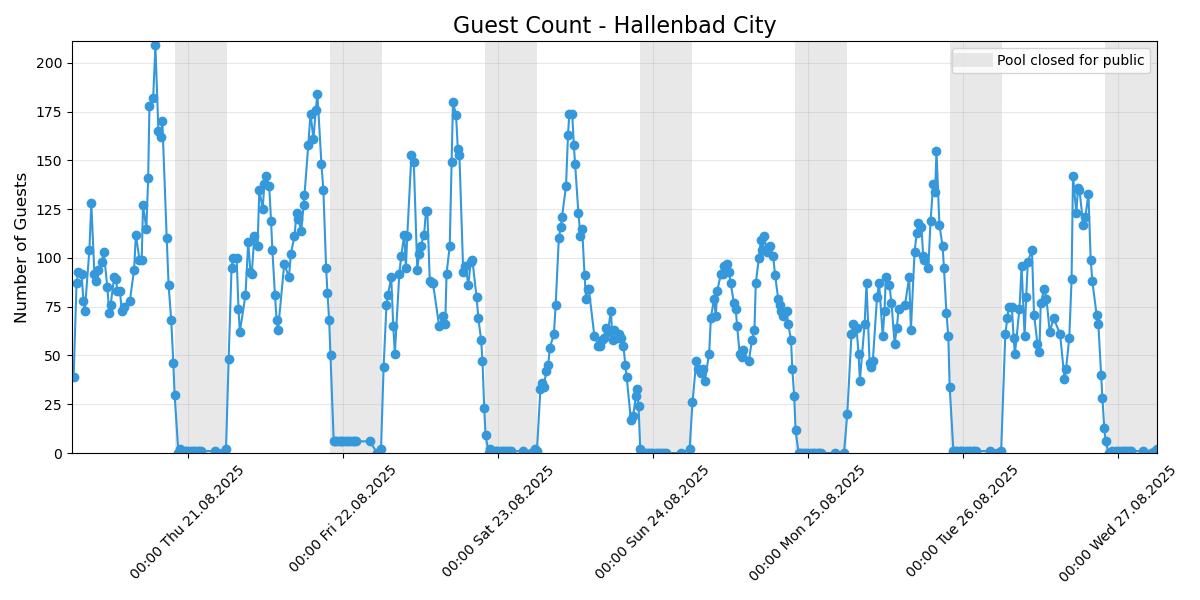 Guest Count - Hallenbad City
Number of Guests
200
175
150
125
100
75
50
25
0
Pool closed for public
00:00 Thu 21.08.2025
00:00 Fri 22.08.2025
00:00 Sat 23.08.2025
00:00 Sun 24.08.2025
00:00 Mon 25.08.2025
00:00 Tue 26.08.2025
00:00 Wed 27.08.2025